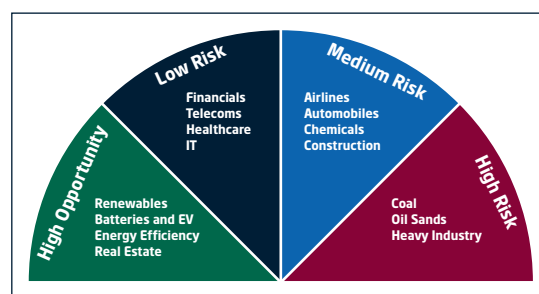 High Opportunity
Renewables
Batteries and EV
Energy Efficiency
Real Estate
Low Risk
Financials
Telecoms
Healthcare
IT
Medium Risk
Airlines
Automobiles
Chemicals
Construction
High Risk
Coal
Oil Sands
Heavy Industry